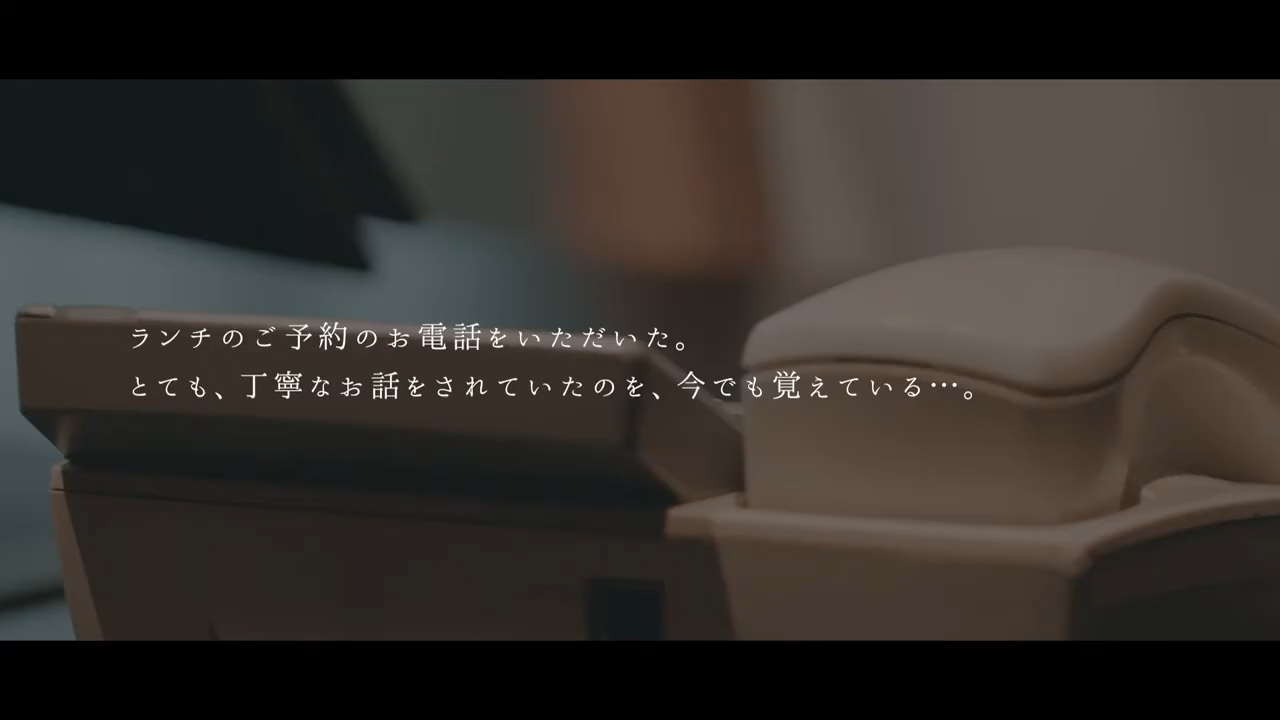 ランチのご予約のお電話をいただいた。
とても、丁寧なお話をされていたのを、今でも覚えている…。